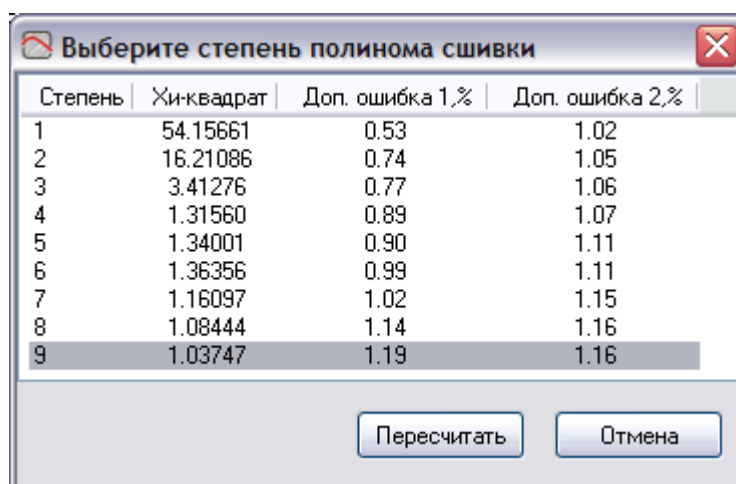 Выберите степень полинома сшивки
Степень Хи-квадрат Доп. ошибка 1,% Доп. ошибка 2,%
1 54.15661 0.53 1.02
2 16.21086 0.74 1.05
3 3.41276 0.77 1.06
4 1.31560 0.89 1.07
5 1.34001 0.90 1.11
6 1.36356 0.99 1.11
7 1.16097 1.02 1.15
8 1.08444 1.14 1.16
9 1.03747 1.19 1.16
Пересчитать Отмена